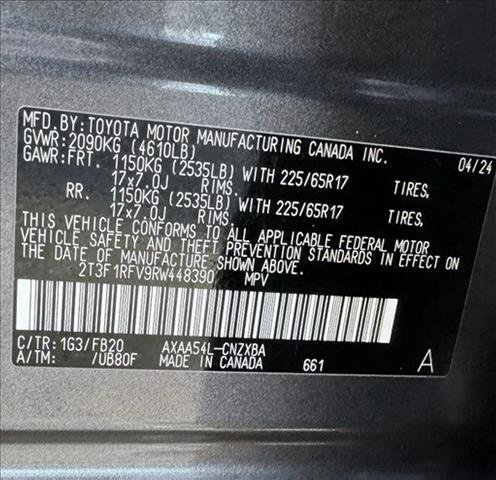 MFD. BY: TOYOTA MOTOR MANUFACTURING CANADA INC. 04/24
GVWR: 2090KG (4610LB)
GAWR: FRT. 1150KG (2535LB) WITH 225/65R17 TIRES,
17x7.0J RIMS.
RR. 1150KG (2535LB) WITH 225/65R17 TIRES,
17x7.0J RIMS.
THIS VEHICLE CONFORMS TO ALL APPLICABLE FEDERAL MOTOR
VEHICLE SAFETY AND THEFT PREVENTION STANDARDS IN EFFECT ON
THE DATE OF MANUFACTURE SHOWN ABOVE.
2T3F1RFV9RW448390 MPV
C/TR: 1G3/FB20 AXAA54L-CNZXBA
A/TM: /UB80F MADE IN CANADA 661 A